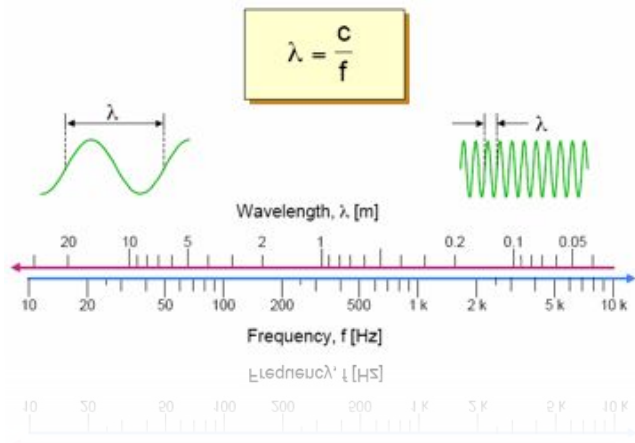 λ = c/f
λ
λ
Wavelength, λ [m]
20 10 5 2 1 0.2 0.1 0.05
10 20 50 100 200 500 1 k 2 k 5 k 10 k
Frequency, f [Hz]
Frequency, f [Hz]
10 20 50 100 200 500 1 k 2 k 5 k 10 k